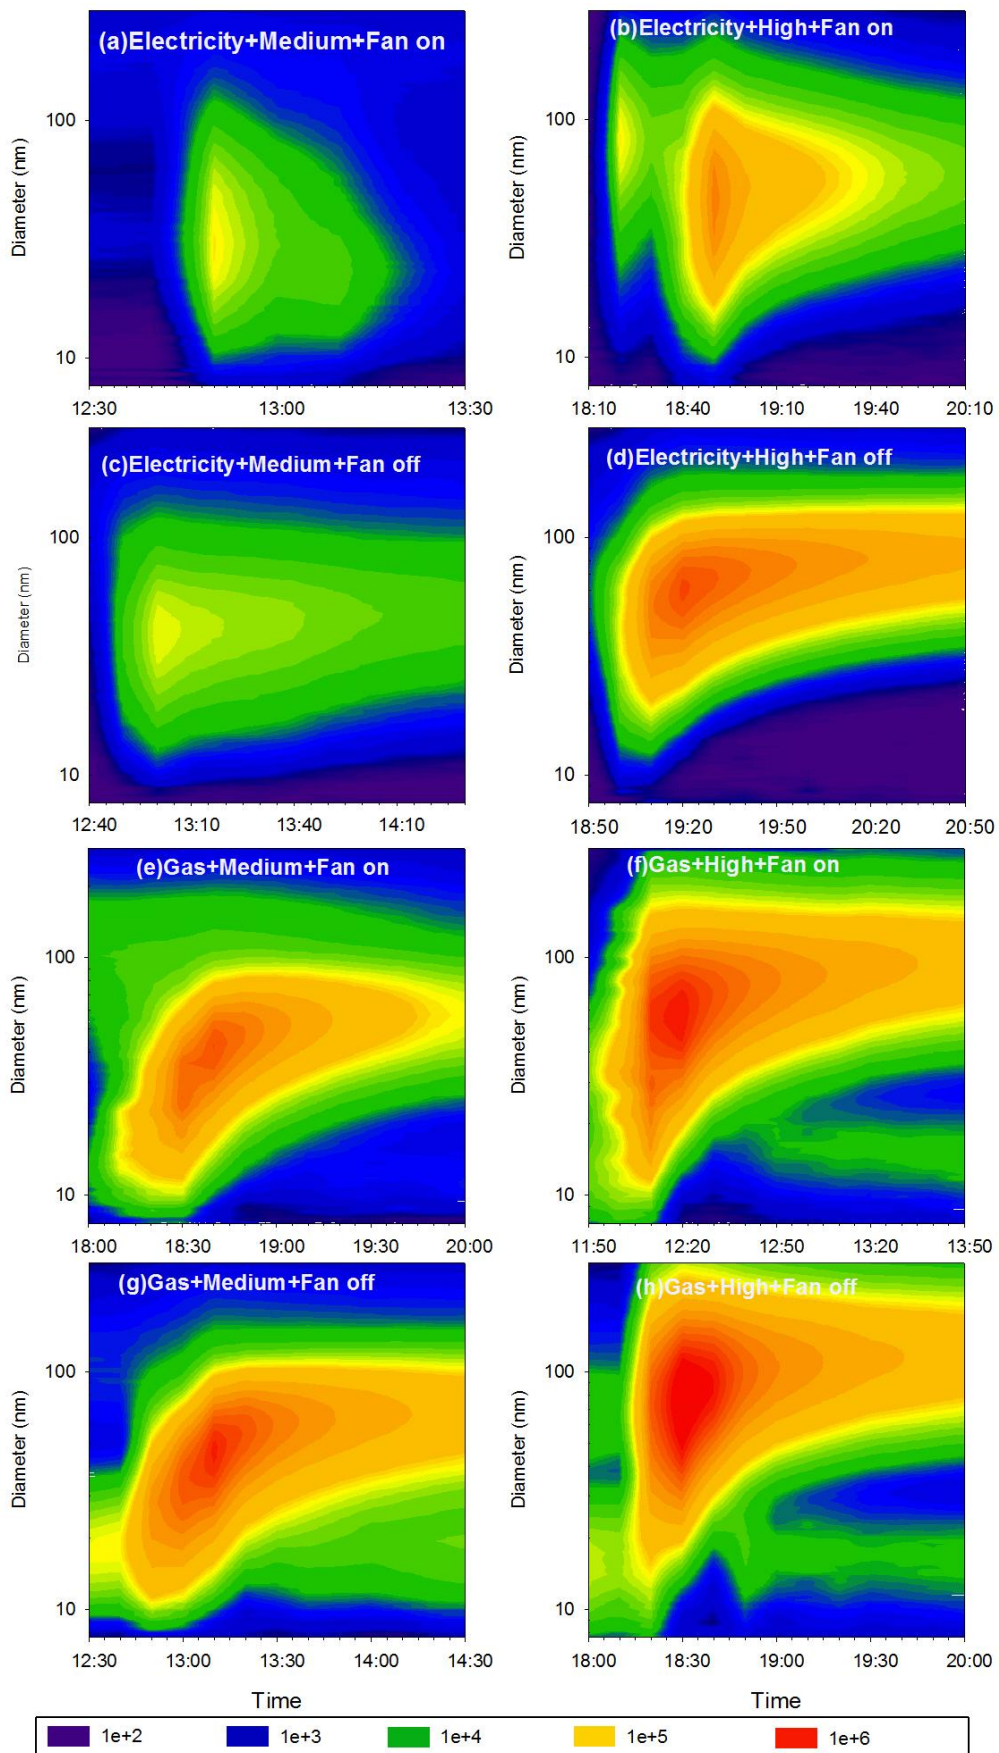 (a)Electricity+Medium+Fan on
(b)Electricity+High+Fan on
Diameter (nm)
100
10
12:30 13:00 13:30
Diameter (nm)
100
10
18:10 18:40 19:10 19:40 20:10
(c)Electricity+Medium+Fan off
(d)Electricity+High+Fan off
Diameter (nm)
100
10
12:40 13:10 13:40 14:10
Diameter (nm)
100
10
18:50 19:20 19:50 20:20 20:50
(e)Gas+Medium+Fan on
(f)Gas+High+Fan on
Diameter (nm)
100
10
18:00 18:30 19:00 19:30 20:00
Diameter (nm)
100
10
11:50 12:20 12:50 13:20 13:50
(g)Gas+Medium+Fan off
(h)Gas+High+Fan off
Diameter (nm)
100
10
12:30 13:00 13:30 14:00 14:30
Time
Diameter (nm)
100
10
18:00 18:30 19:00 19:30 20:00
Time
1e+2 1e+3 1e+4 1e+5 1e+6